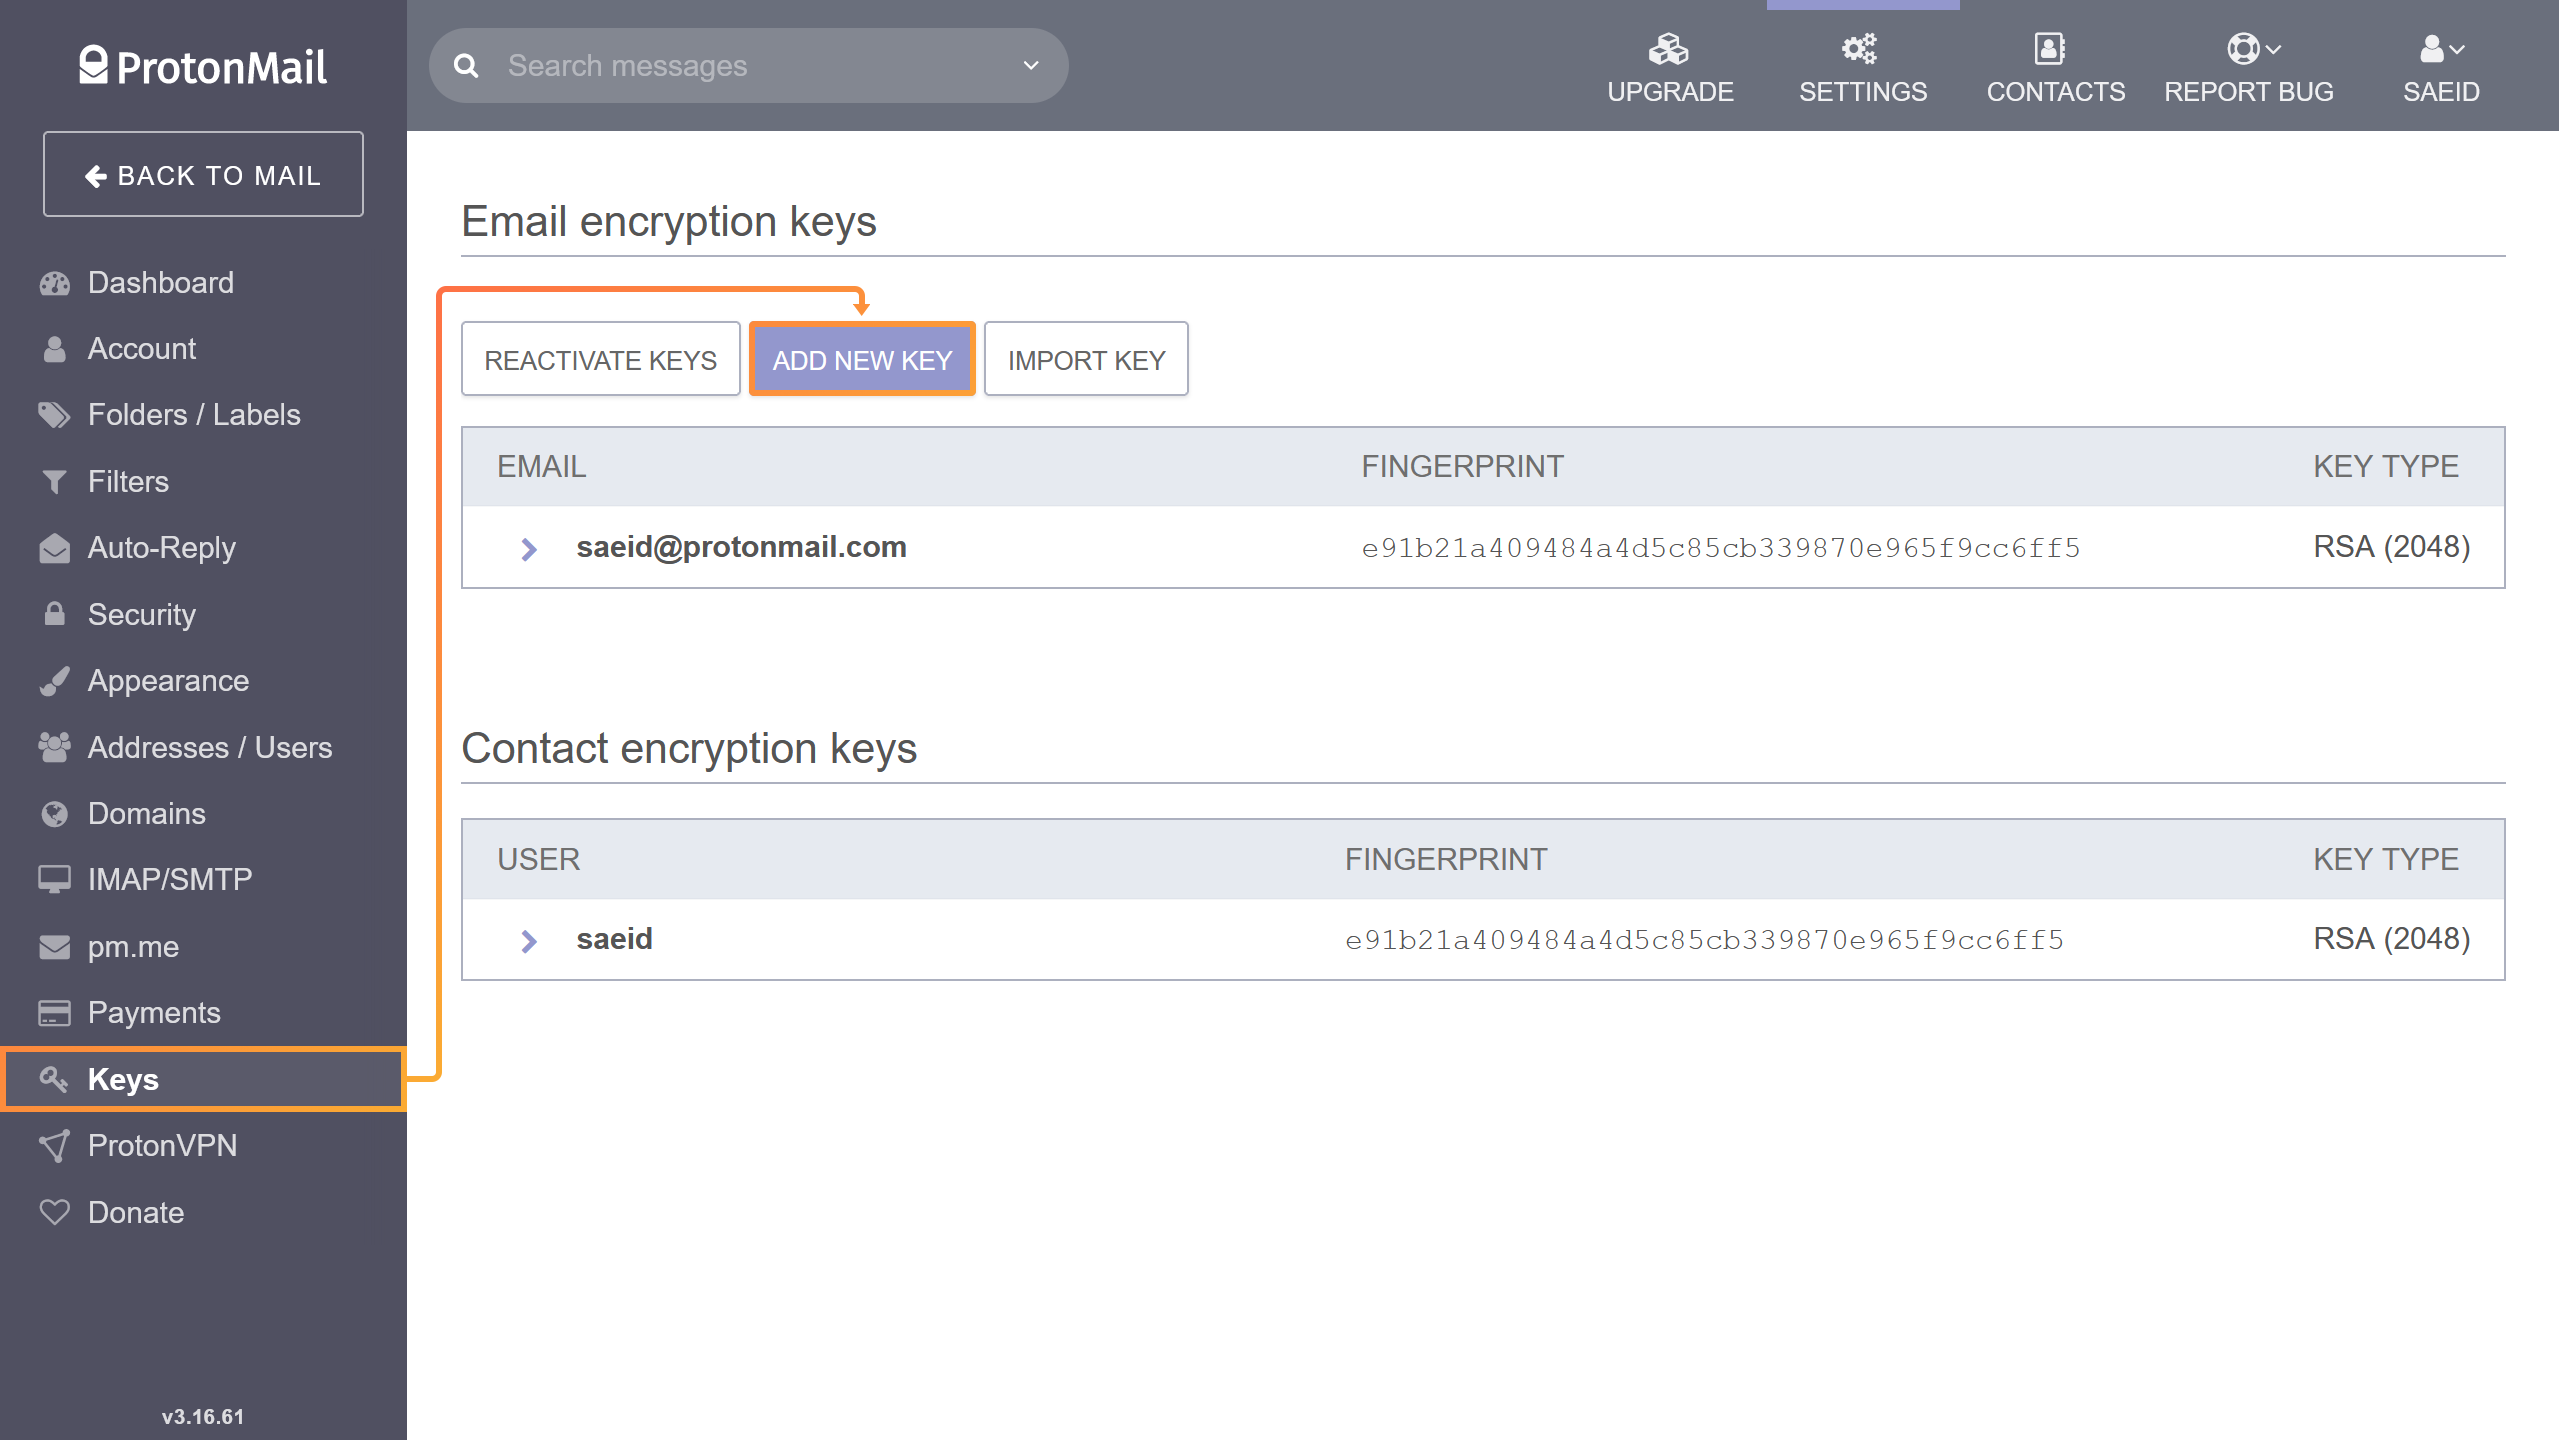 ProtonMail
BACK TO MAIL
Dashboard
Account
Folders / Labels
Filters
Auto-Reply
Security
Appearance
Addresses / Users
Domains
IMAP/SMTP
pm.me
Payments
Keys
ProtonVPN
Donate
v3.16.61
Search messages
UPGRADE
SETTINGS
CONTACTS
REPORT BUG
SAEID
Email encryption keys
REACTIVATE KEYS
ADD NEW KEY
IMPORT KEY
EMAIL FINGERPRINT KEY TYPE
saeid@protonmail.com e91b21a409484a4d5c85cb339870e965f9cc6ff5 RSA (2048)
Contact encryption keys
USER FINGERPRINT KEY TYPE
saeid e91b21a409484a4d5c85cb339870e965f9cc6ff5 RSA (2048)